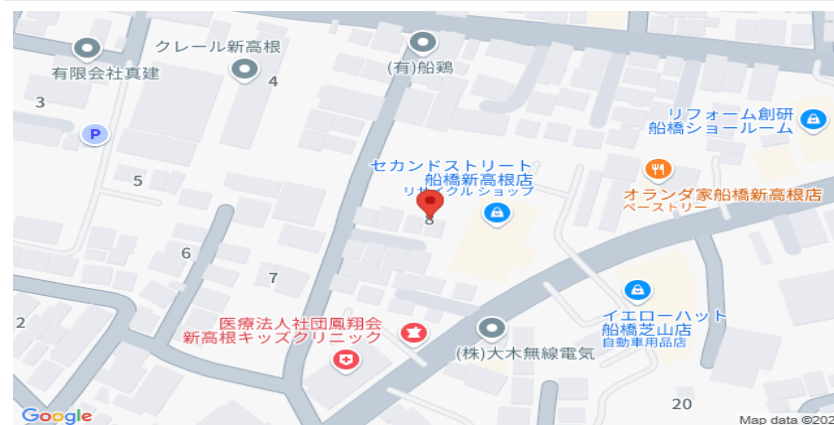 クレール新高根
(有)船鶏
有限会社真建
4
3
P
リフォーム創研
船橋ショールーム
セカンドストリート
船橋新高根店
リサイクルショップ
5
オランダ家船橋新高根店
ペーストリー
8
6
7
イエローハット
船橋芝山店
自動車用品店
2
医療法人社団鳳翔会
新高根キッズクリニック
(株)大木無線電気
20
Google
Map data ©202